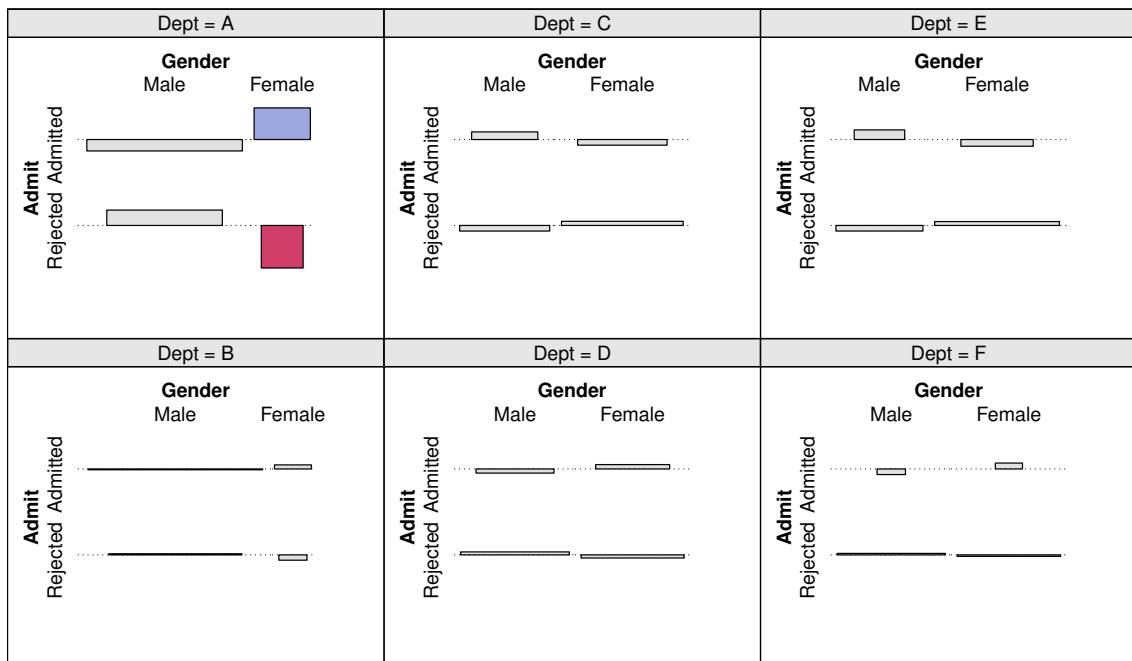 Dept = A
Gender
Male Female
Admit
Admitted
Rejected
Dept = C
Gender
Male Female
Admit
Admitted
Rejected
Dept = E
Gender
Male Female
Admit
Admitted
Rejected
Dept = B
Gender
Male Female
Admit
Admitted
Rejected
Dept = D
Gender
Male Female
Admit
Admitted
Rejected
Dept = F
Gender
Male Female
Admit
Admitted
Rejected